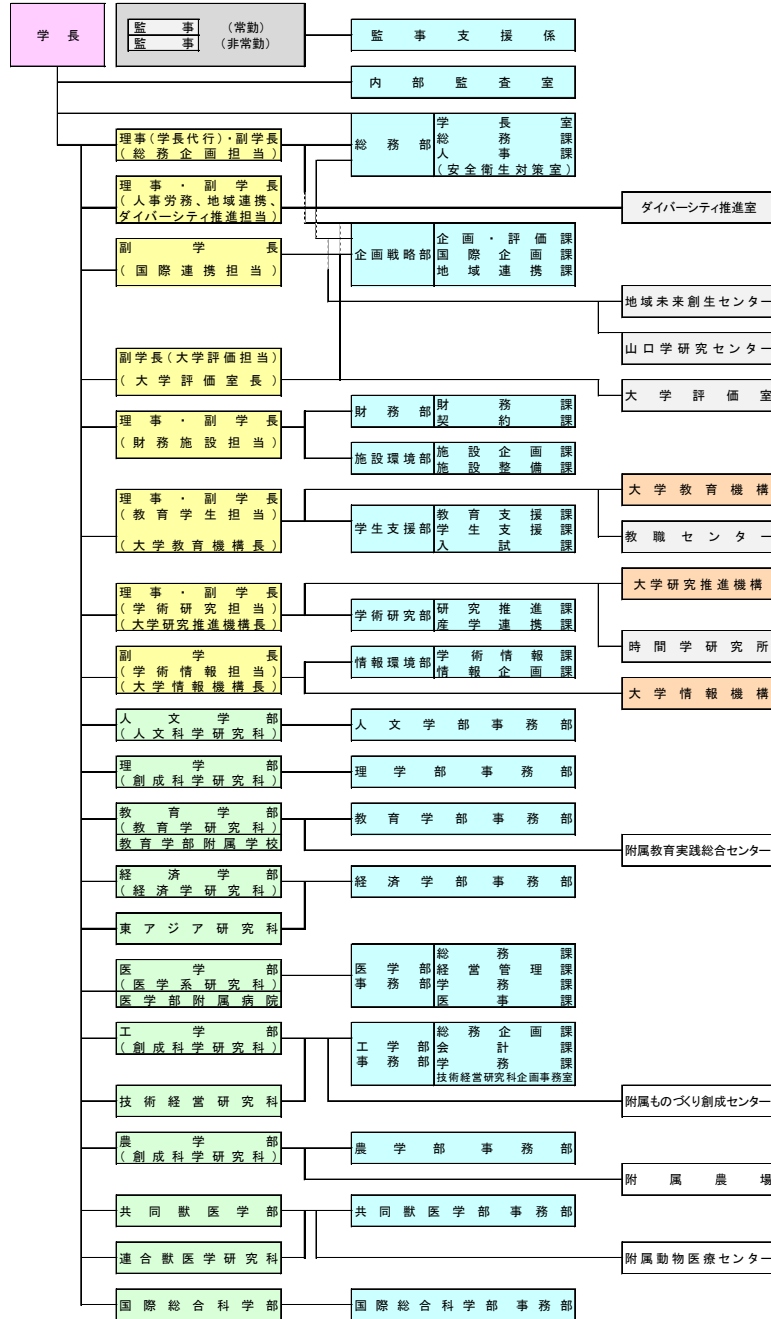 学長
監事（常勤）
監事（非常勤）
監事支援係
内部監査室
理事(学長代行)・副学長
（総務企画担当）
総務部
学長室
総務課
人事課
(安全衛生対策室)
理事・副学長
（人事労務、地域連携、
ダイバーシティ推進担当）
ダイバーシティ推進室
副学長
（国際連携担当）
企画戦略部
企画・評価課
国際企画課
地域連携課
地域未来創生センター
山口学研究センター
副学長(大学評価担当)
（大学評価室長）
大学評価室
理事・副学長
（財務施設担当）
財務部
財務課
契約課
施設環境部
施設企画課
施設整備課
理事・副学長
（教育学生担当）
（大学教育機構長）
学生支援部
教育支援課
学生支援課
入試課
大学教育機構
教職センター
理事・副学長
（学術研究担当）
（大学研究推進機構長）
学術研究部
研究推進課
産学連携課
大学研究推進機構
時間学研究所
副学長
（学術情報担当）
（大学情報機構長）
情報環境部
学術情報課
情報企画課
大学情報機構
人文学部
（人文科学研究科）
人文学部事務部
理学部
（創成科学研究科）
理学部事務部
教育学部
（教育学研究科）
教育学部附属学校
教育学部事務部
附属教育実践総合センター
経済学部
（経済学研究科）
経済学部事務部
東アジア研究科
医学部
（医学系研究科）
医学部附属病院
医学部
事務部
総務課
経営管理課
学務課
医事課
工学部
（創成科学研究科）
工学部
事務部
総務企画課
会計課
学務課
技術経営研究科企画事務室
技術経営研究科
附属ものづくり創成センター
農学部
（創成科学研究科）
農学部事務部
附属農場
共同獣医学部
共同獣医学部事務部
連合獣医学研究科
附属動物医療センター
国際総合科学部
国際総合科学部事務部